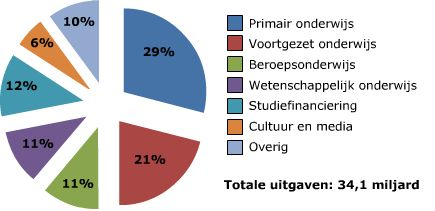 10%
6%
29%
12%
11%
21%
11%
Primair onderwijs
Voortgezet onderwijs
Beroepsonderwijs
Wetenschappelijk onderwijs
Studiefinanciering
Cultuur en media
Overig
Totale uitgaven: 34,1 miljard